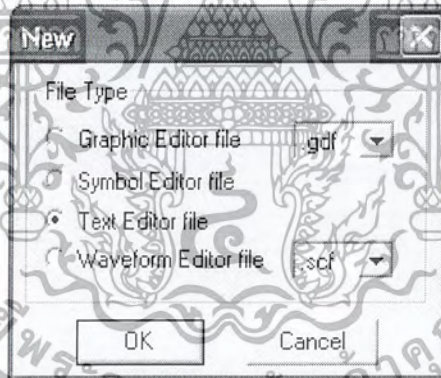 New
File Type
Graphic Editor file .gdf
Symbol Editor file
Text Editor file
Waveform Editor file .scf
OK Cancel